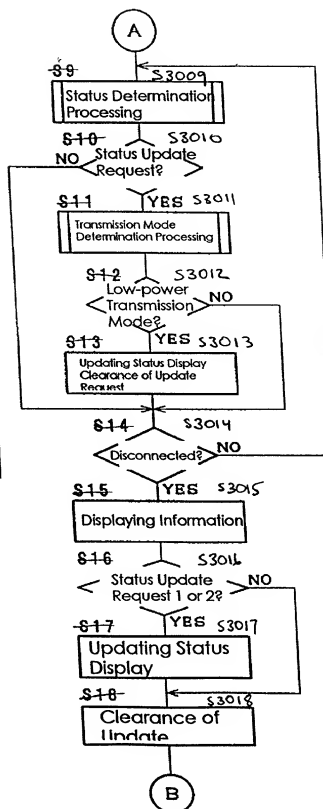 A
S9 S3009
Status Determination
Processing
S10 S3010
NO Status Update
Request?
S11 YES S3011
Transmission Mode
Determination Processing
S12 S3012
Low-power
Transmission NO
Mode?
S13 YES S3013
Updating Status Display
Clearance of Update
Request
S14 S3014
Disconnected? NO
S15 YES S3015
Displaying Information
S16 S3016
Status Update NO
Request 1 or 2?
S17 YES S3017
Updating Status
Display
S18 S3018
Clearance of
Update
B